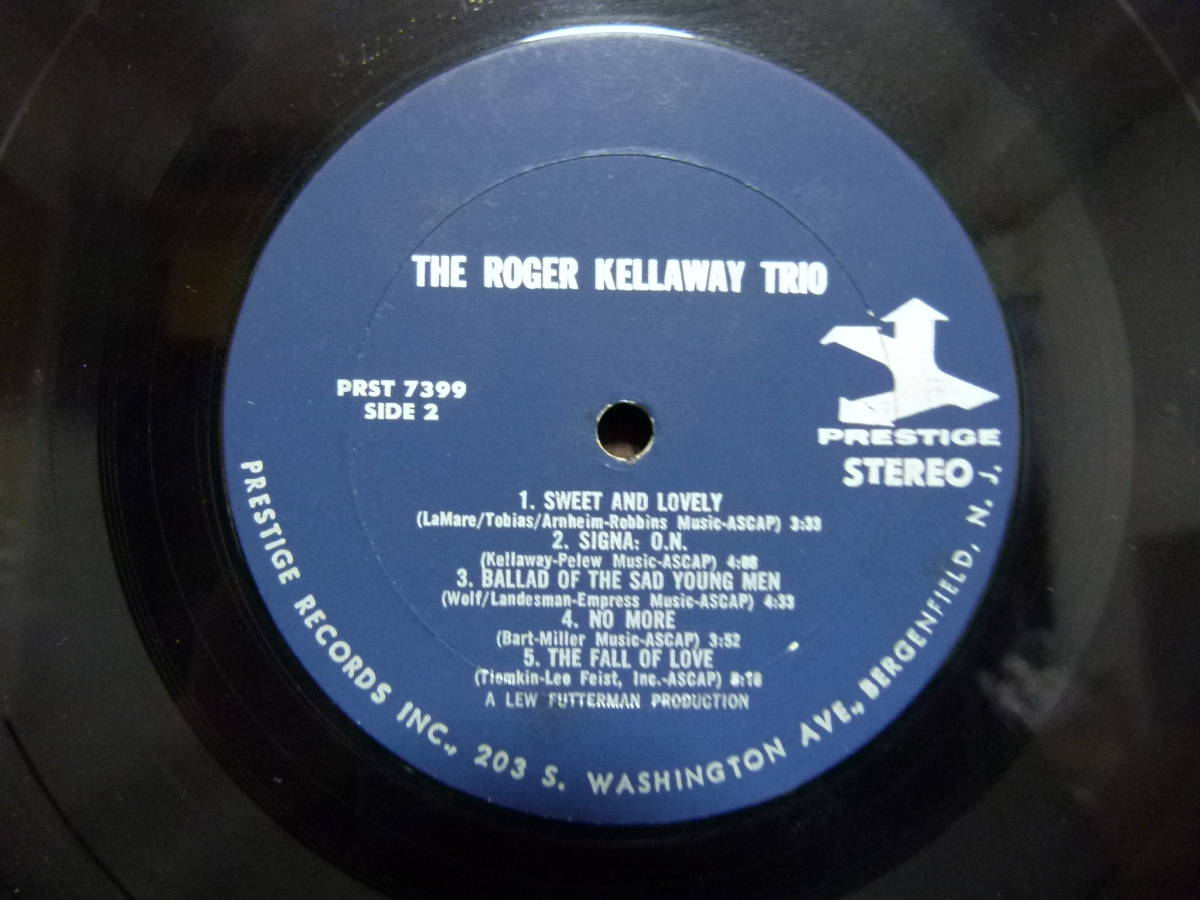 THE ROGER KELLAWAY TRIO
PRST 7399
SIDE 2
PRESTIGE
STEREO
1. SWEET AND LOVELY
(LaMare/Tobias/Arnheim-Robbins Music-ASCAP) 3:33
2. SIGNA: O.N.
(Kellaway-Pelew Music-ASCAP)
3. BALLAD OF THE SAD YOUNG MEN
(Wolf/Landesman-Empress Music-ASCAP) 4:33
4. NO MORE
(Bart-Miller Music-ASCAP) 3:52
5. THE FALL OF LOVE
(Tiomkin-Leo Feist, Inc.-ASCAP)
A LEW FUTTERMAN PRODUCTION
PRESTIGE RECORDS INC., 203 S. WASHINGTON AVE., BERGENFIELD, N. J.